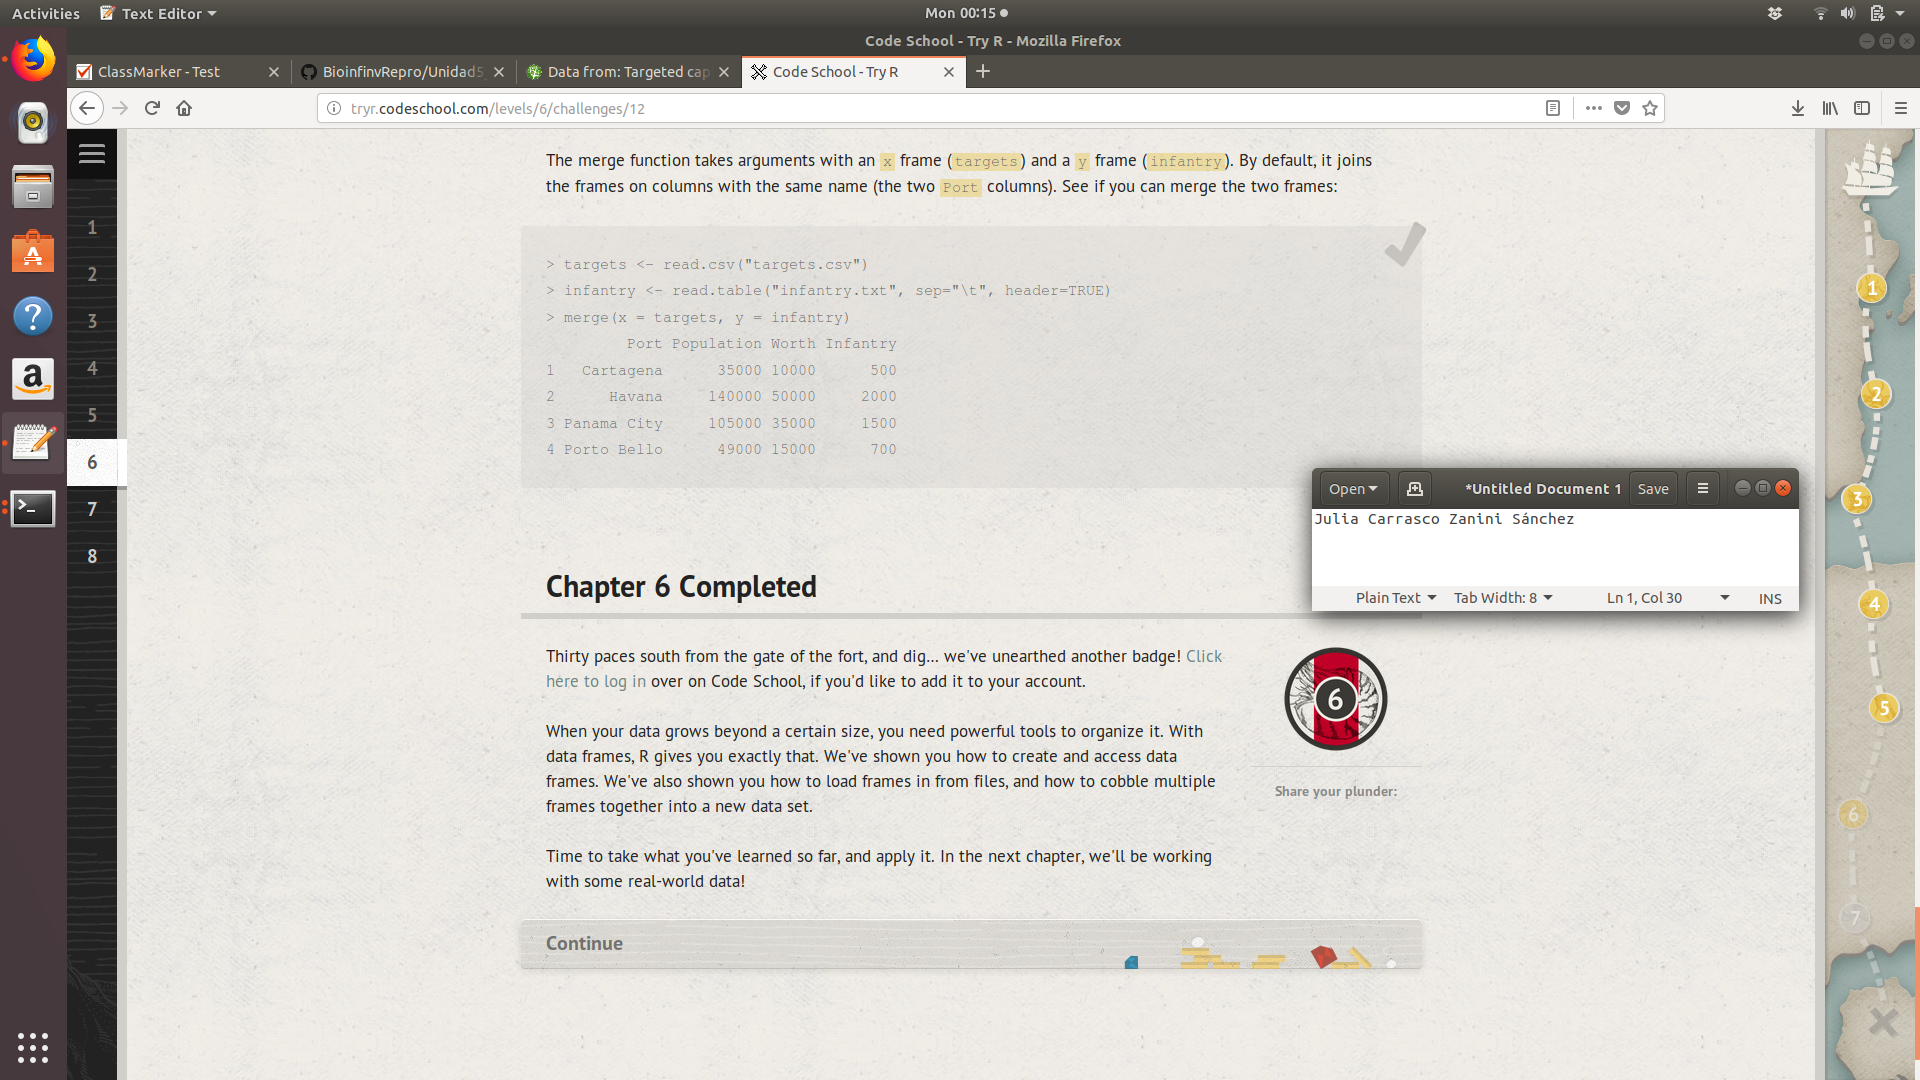 Activities Text Editor Mon 00:15
Code School - Try R - Mozilla Firefox
ClassMarker - Test BioinfinvRepro/Unidad5 Data from: Targeted cap Code School - Try R
tryr.codeschool.com/levels/6/challenges/12
The merge function takes arguments with an x frame (targets) and a y frame (infantry). By default, it joins
the frames on columns with the same name (the two Port columns). See if you can merge the two frames:
> targets <- read.csv("targets.csv")
> infantry <- read.table("infantry.txt", sep="\t", header=TRUE)
> merge(x = targets, y = infantry)
Port Population Worth Infantry
1 Cartagena 35000 10000 500
2 Havana 140000 50000 2000
3 Panama City 105000 35000 1500
4 Porto Bello 49000 15000 700
1
2
3
4
5
6
7
8
Open *Untitled Document 1 Save
Julia Carrasco Zanini Sánchez
Plain Text Tab Width: 8 Ln 1, Col 30 INS
Chapter 6 Completed
Thirty paces south from the gate of the fort, and dig... we've unearthed another badge! Click
here to log in over on Code School, if you'd like to add it to your account.
6
When your data grows beyond a certain size, you need powerful tools to organize it. With
data frames, R gives you exactly that. We've shown you how to create and access data
frames. We've also shown you how to load frames in from files, and how to cobble multiple
frames together into a new data set.
Share your plunder:
Time to take what you've learned so far, and apply it. In the next chapter, we'll be working
with some real-world data!
Continue
1
2
3
4
5
6
7